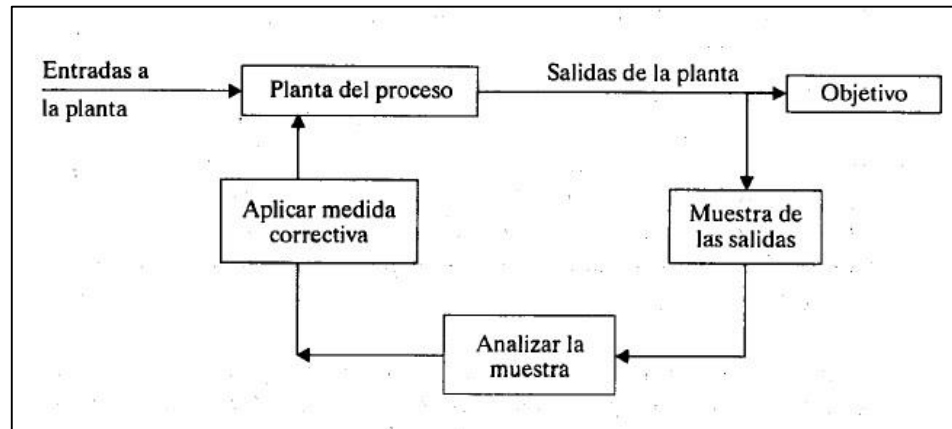 Entradas a
la planta
Planta del proceso
Salidas de la planta
Objetivo
Aplicar medida
correctiva
Muestra de
las salidas
Analizar la
muestra